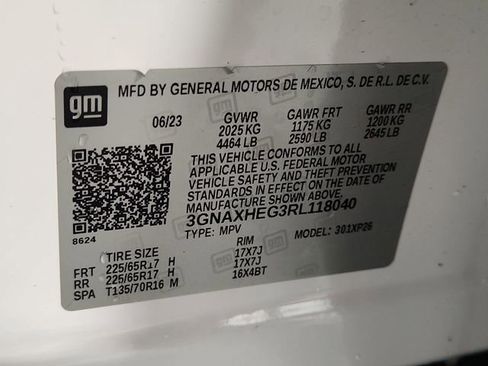 gm
MFD BY GENERAL MOTORS DE MEXICO, S. DE R.L. DE C.V.
06/23 GVWR GAWR FRT GAWR RR
2025 KG 1175 KG 1200 KG
4464 LB 2590 LB 2645 LB
THIS VEHICLE CONFORMS TO ALL
APPLICABLE U.S. FEDERAL MOTOR
VEHICLE SAFETY AND THEFT PREVENTION
STANDARDS IN EFFECT ON THE DATE OF
MANUFACTURE SHOWN ABOVE.
3GNAXHEG3RL118040
8624 TYPE: MPV MODEL: 301XP26
TIRE SIZE RIM
FRT 225/65R17 H 17X7J
RR 225/65R17 H 17X7J
SPA T135/70R16 M 16X4BT